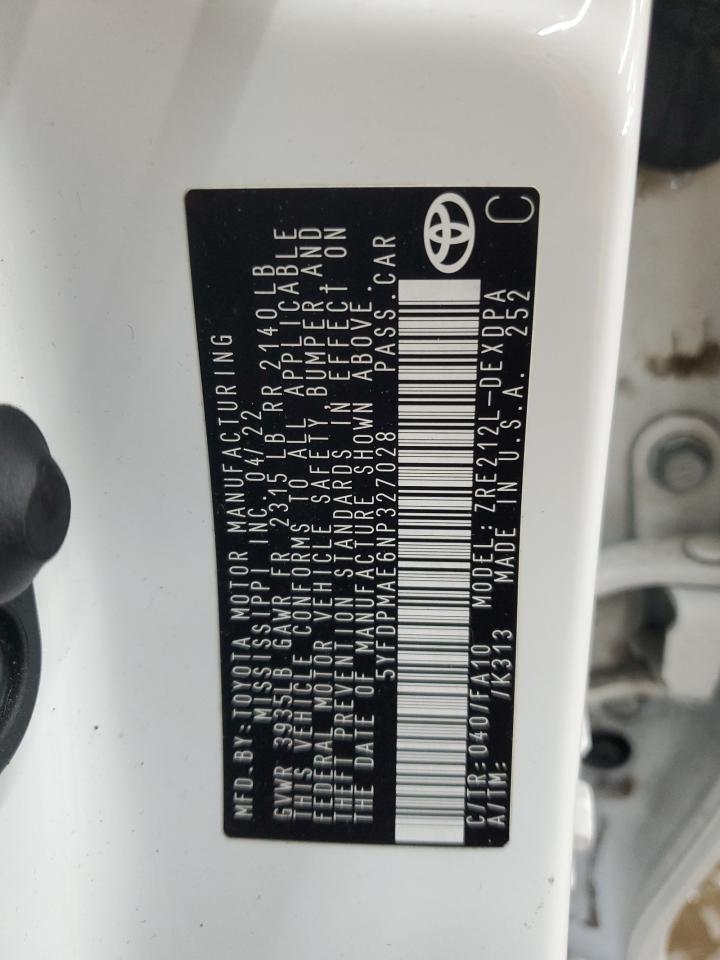 MFD. BY: TOYOTA MOTOR MANUFACTURING
MISSISSIPPI INC. 04/22
GVWR 3935LB GAWR FR 2315 LB RR 2140 LB
THIS VEHICLE CONFORMS TO ALL APPLICABLE
FEDERAL MOTOR VEHICLE SAFETY, BUMPER AND
THEFT PREVENTION STANDARDS IN EFFECT ON
THE DATE OF MANUFACTURE SHOWN ABOVE.
5YFDPMAE6NP327028 PASS.CAR
C/TR: 040/FA10 MODEL: ZRE212L-DEXDPA
A/TM: /K313 MADE IN U.S.A. 252 C